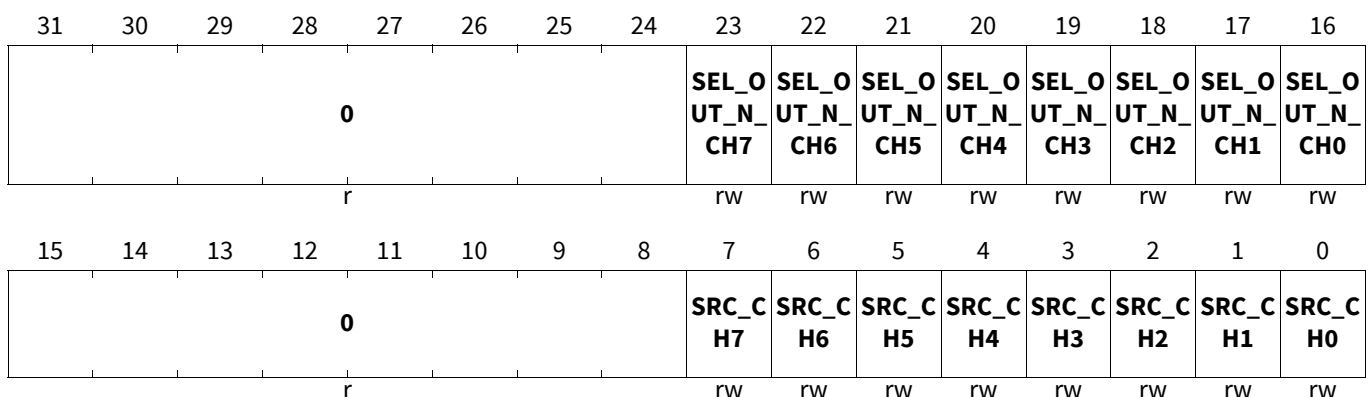 31 30 29 28 27 26 25 24 23 22 21 20 19 18 17 16
SEL_O SEL_O SEL_O SEL_O SEL_O SEL_O SEL_O SEL_O
0 UT_N_ UT_N_ UT_N_ UT_N_ UT_N_ UT_N_ UT_N_ UT_N_
CH7 CH6 CH5 CH4 CH3 CH2 CH1 CH0
r rw rw rw rw rw rw rw rw
15 14 13 12 11 10 9 8 7 6 5 4 3 2 1 0
0 SRC_C SRC_C SRC_C SRC_C SRC_C SRC_C SRC_C SRC_C
H7 H6 H5 H4 H3 H2 H1 H0
r rw rw rw rw rw rw rw rw